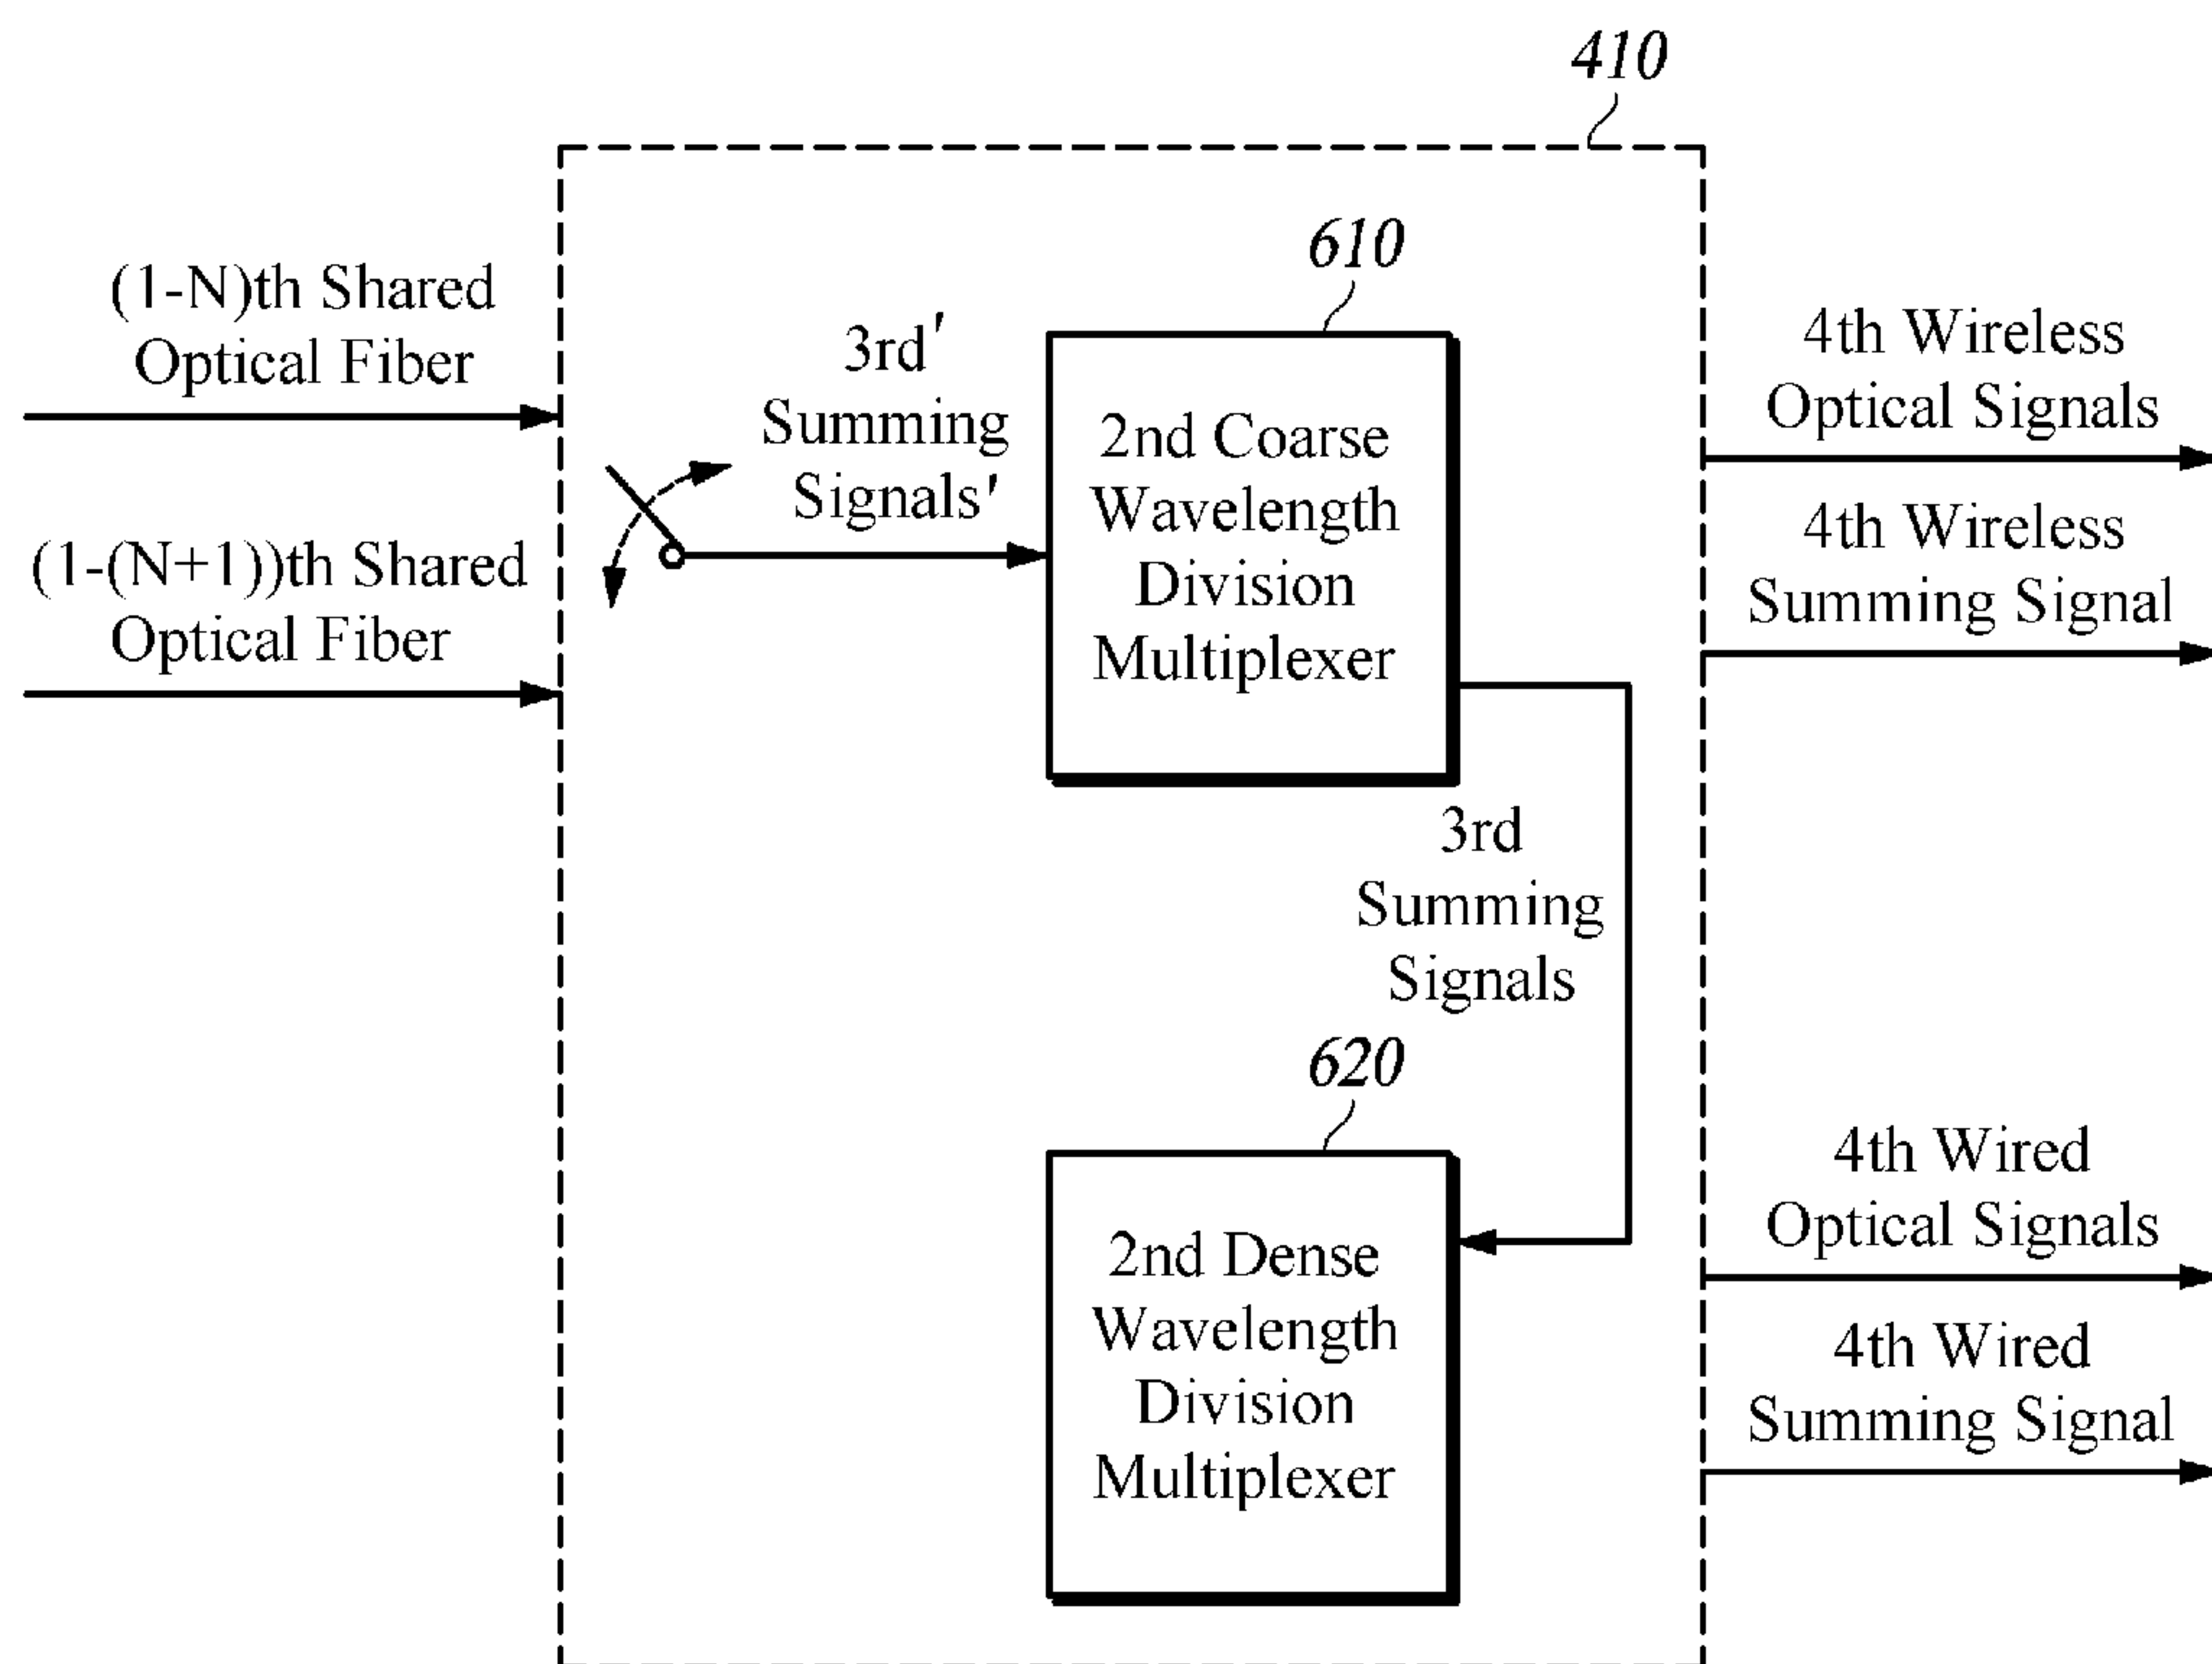 410
610
(1-N)th Shared
Optical Fiber
3rd'
Summing
Signals'
(1-(N+1))th Shared
Optical Fiber
2nd Coarse
Wavelength
Division
Multiplexer
4th Wireless
Optical Signals
4th Wireless
Summing Signal
3rd
Summing
Signals
620
2nd Dense
Wavelength
Division
Multiplexer
4th Wired
Optical Signals
4th Wired
Summing Signal